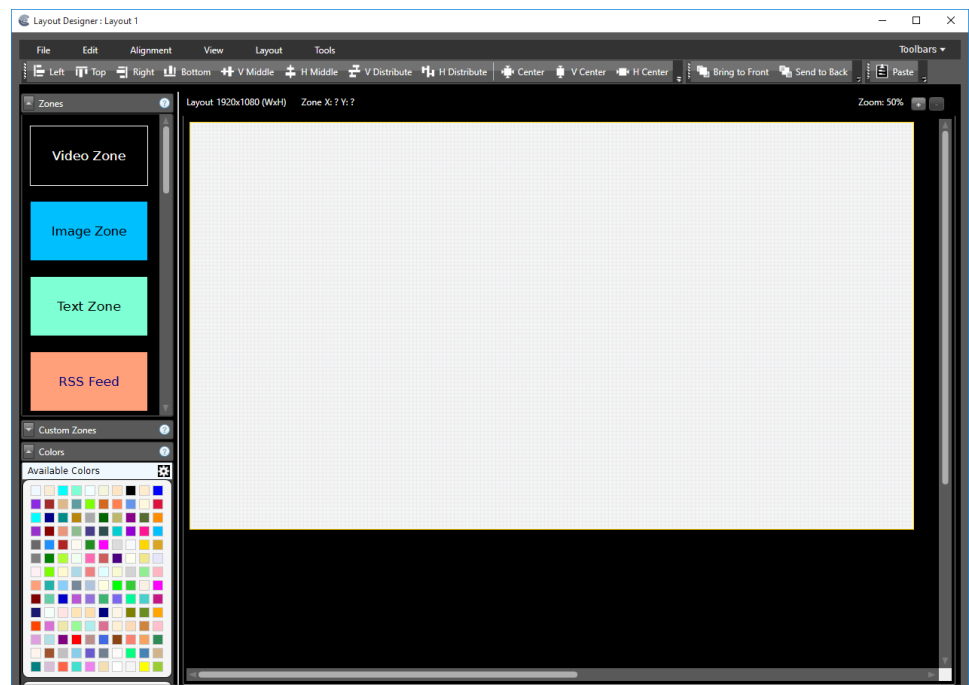 Layout Designer : Layout 1
File Edit Alignment View Layout Tools Toolbars
Left Top Right Bottom V Middle H Middle V Distribute H Distribute Center V Center H Center Bring to Front Send to Back Paste
Zones ?
Layout 1920x1080 (WxH) Zone X: ? Y: ? Zoom: 50% + -
Video Zone
Image Zone
Text Zone
RSS Feed
Custom Zones ?
Colors ?
Available Colors